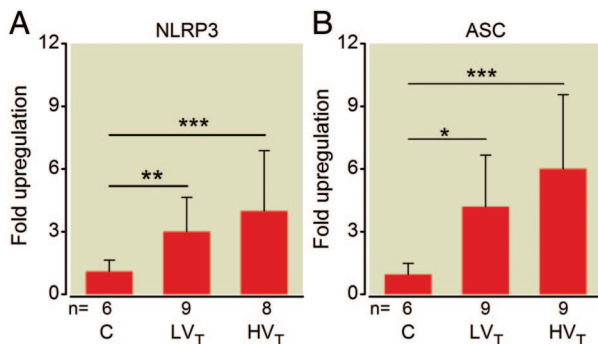 A
NLRP3
Fold upregulation
12
9
6
3
0
***
**
n= 6 9 8
C LVT HVT
B
ASC
Fold upregulation
12
9
6
3
0
***
*
n= 6 9 9
C LVT HVT